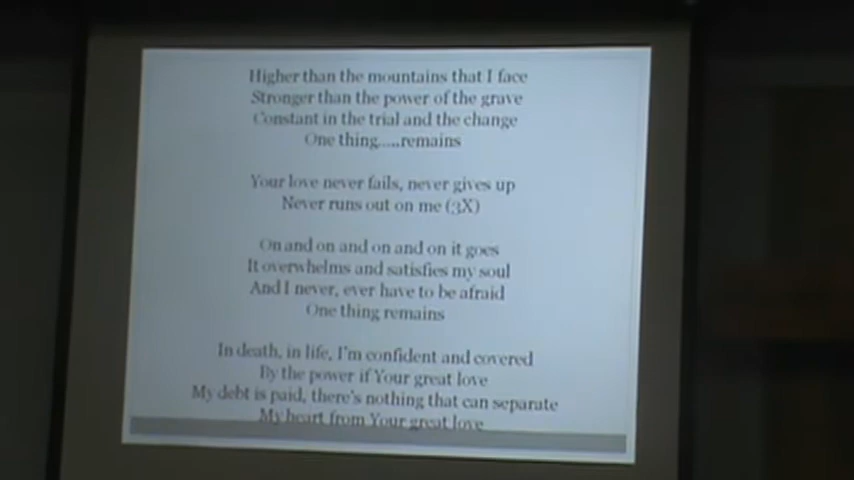 Higher than the mountains that I face
Stronger than the power of the grave
Constant in the trial and the change
One thing.....remains
Your love never fails, never gives up
Never runs out on me (3X)
On and on and on and on it goes
It overwhelms and satisfies my soul
And I never, ever have to be afraid
One thing remains
In death, in life, I'm confident and covered
By the power if Your great love
My debt is paid, there's nothing that can separate
My heart from Your great love